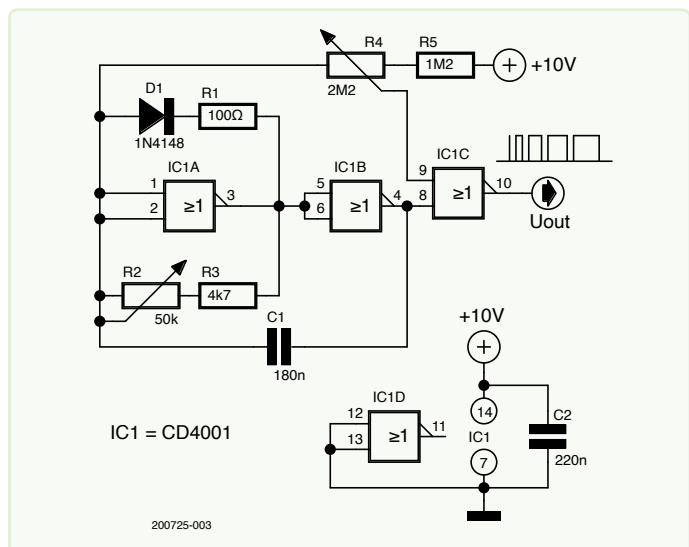 R4
R5
1M2
+
+10V
2M2
D1
R1
100Ω
1N4148
IC1A
IC1B
IC1C
1
2
≥1
3
5
6
≥1
4
9
8
≥1
10
Uout
R2
R3
4k7
50k
C1
180n
+10V
+
IC1D
12
13
≥1
11
14
IC1
7
C2
220n
IC1 = CD4001
200725-003